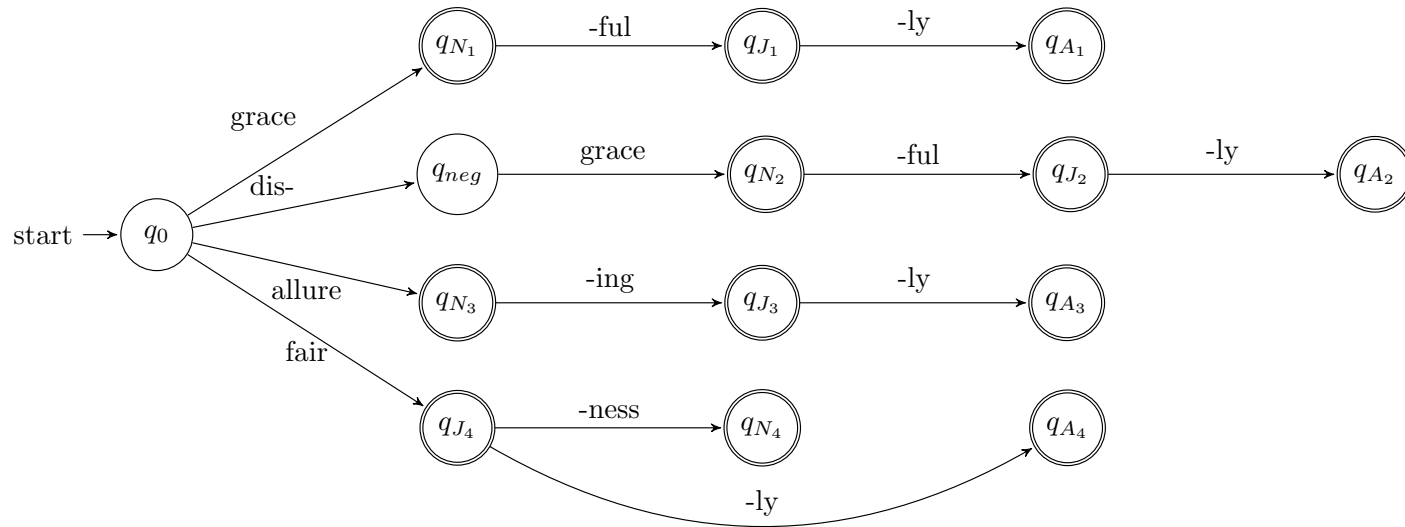 q_{N_1} -ful q_{J_1} -ly q_{A_1}
grace
q_{neg} grace q_{N_2} -ful q_{J_2} -ly q_{A_2}
dis-
start q_0
allure
q_{N_3} -ing q_{J_3} -ly q_{A_3}
fair
q_{J_4} -ness q_{N_4} q_{A_4}
-ly